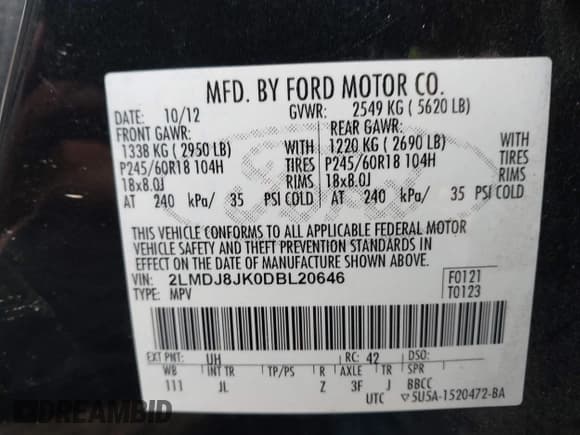 MFD. BY FORD MOTOR CO.
DATE: 10/12 GVWR: 2549 KG ( 5620 LB)
FRONT GAWR: REAR GAWR:
1338 KG ( 2950 LB) WITH 1220 KG ( 2690 LB) WITH
P245/60R18 104H TIRES P245/60R18 104H TIRES
18x8.0J RIMS 18x8.0J RIMS
AT 240 kPa/ 35 PSI COLD AT 240 kPa/ 35 PSI COLD
THIS VEHICLE CONFORMS TO ALL APPLICABLE FEDERAL MOTOR
VEHICLE SAFETY AND THEFT PREVENTION STANDARDS IN
EFFECT ON THE DATE OF MANUFACTURE SHOWN ABOVE.
VIN: 2LMDJ8JK0DBL20646 F0121
TYPE: MPV T0123
EXT PNT: UH RC: 42 DSO:
WB INT TR TP/PS R AXLE TR SPR
111 JL Z 3F J BBCC
UTC ▽5U5A-1520472-BA
DREAMBID